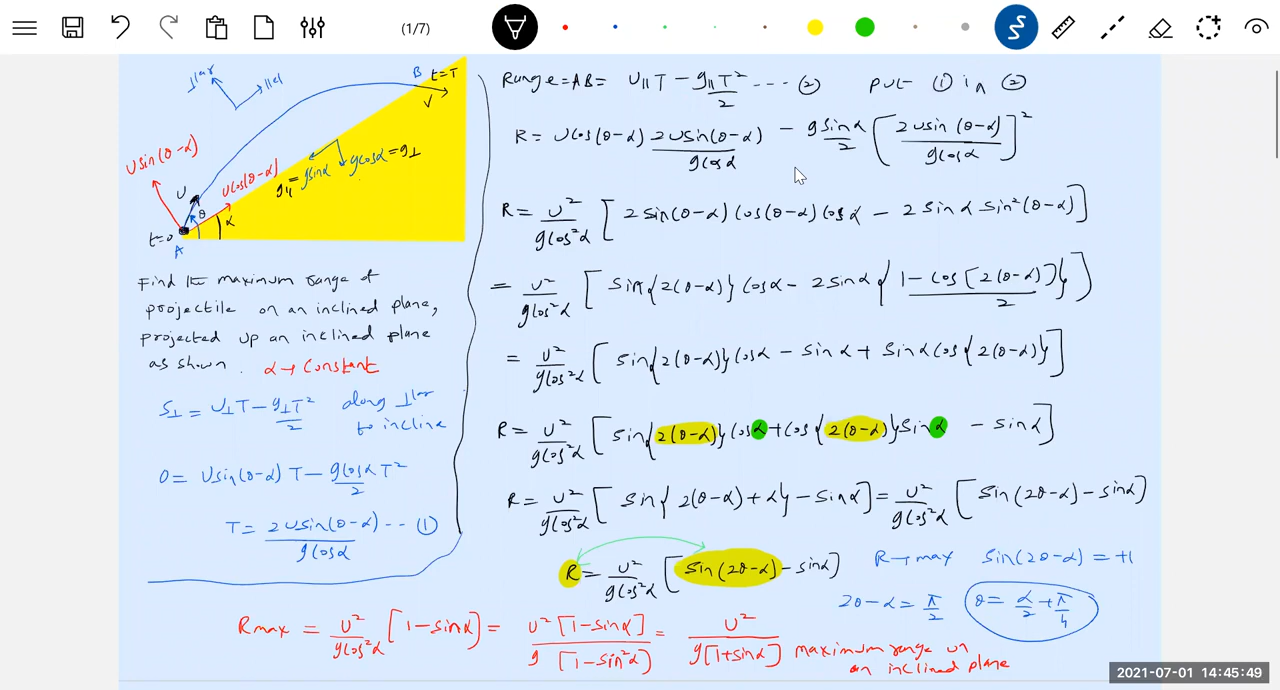 (1/7)
⊥lar
||el
B t=T
V
U sin(θ-α)
U
g|| = g sinα
g cosα = g⊥
U cos(θ-α)
θ
α
t=0
A
Find the maximum range of
projectile on an inclined plane,
projected up an inclined plane
as shown. α → Constant
S⊥ = U⊥T - g⊥T²/2 along ⊥lar to incline
0 = U sin(θ-α) T - g cosα T²/2
T = 2U sin(θ-α)/g cosα --- ①
Range = AB = U||T - g||T²/2 --- ② put ① in ②
R = U cos(θ-α) 2U sin(θ-α)/g cosα - g sinα/2 [2U sin(θ-α)/g cosα]²
R = U²/g cos²α [2 sin(θ-α) cos(θ-α) cosα - 2 sinα sin²(θ-α)]
= U²/g cos²α [sin{2(θ-α)} cosα - 2 sinα {1 - cos[2(θ-α)]/2}]
= U²/g cos²α [sin{2(θ-α)} cosα - sinα + sinα cos{2(θ-α)}]
R = U²/g cos²α [sin{2(θ-α)} cosα + cos{2(θ-α)} sinα - sinα]
R = U²/g cos²α [sin{2(θ-α)+α} - sinα] = U²/g cos²α [sin(2θ-α) - sinα]
R = U²/g cos²α [sin(2θ-α) - sinα]
R → max sin(2θ-α) = +1
2θ-α = π/2 θ = α/2 + π/4
Rmax = U²/g cos²α [1 - sinα] = U²[1 - sinα]/g[1 - sin²α] = U²/g[1+sinα] maximum range on an inclined plane
2021-07-01 14:45:49